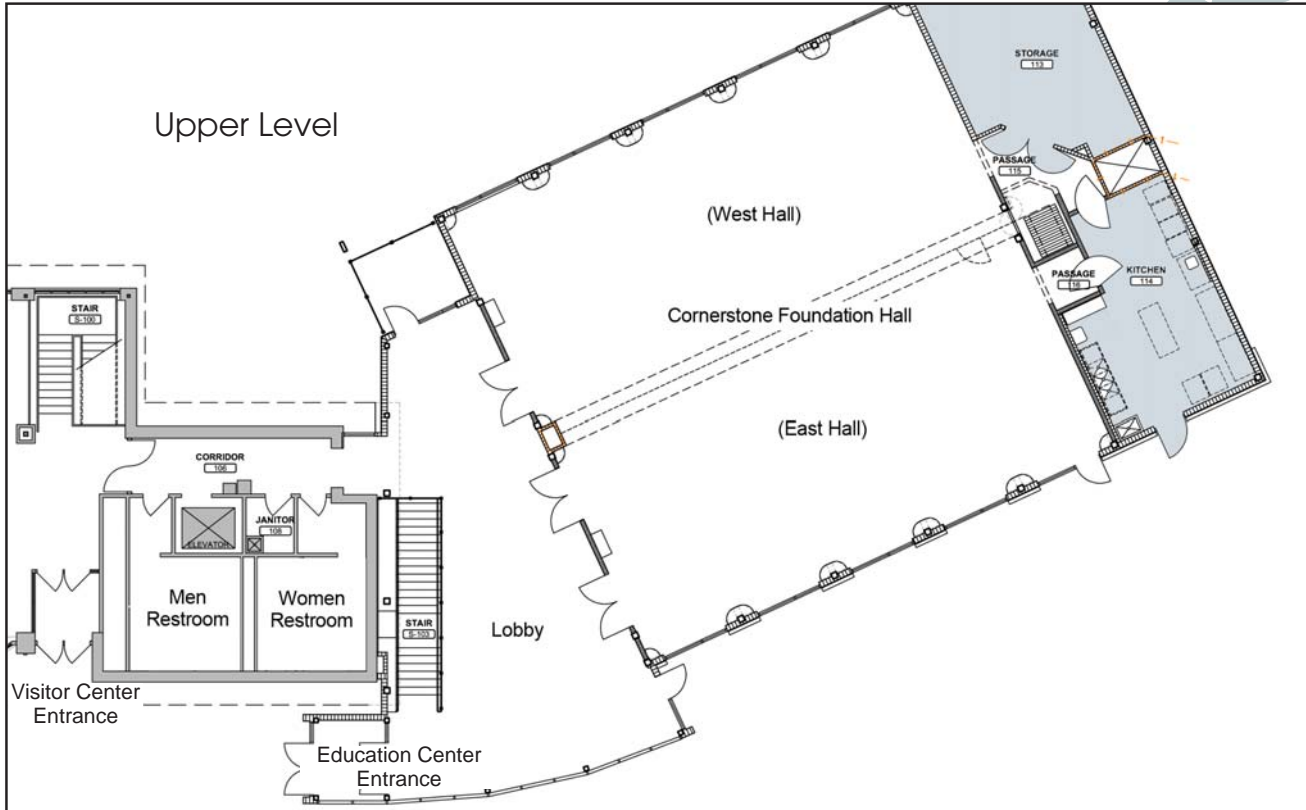 Upper Level
STORAGE
113
PASSAGE
115
(West Hall)
PASSAGE
116
KITCHEN
114
STAIR
S-100
Cornerstone Foundation Hall
(East Hall)
CORRIDOR
106
JANITOR
108
ELEVATOR
Men
Restroom
Women
Restroom
STAIR
S-103
Lobby
Visitor Center
Entrance
Education Center
Entrance